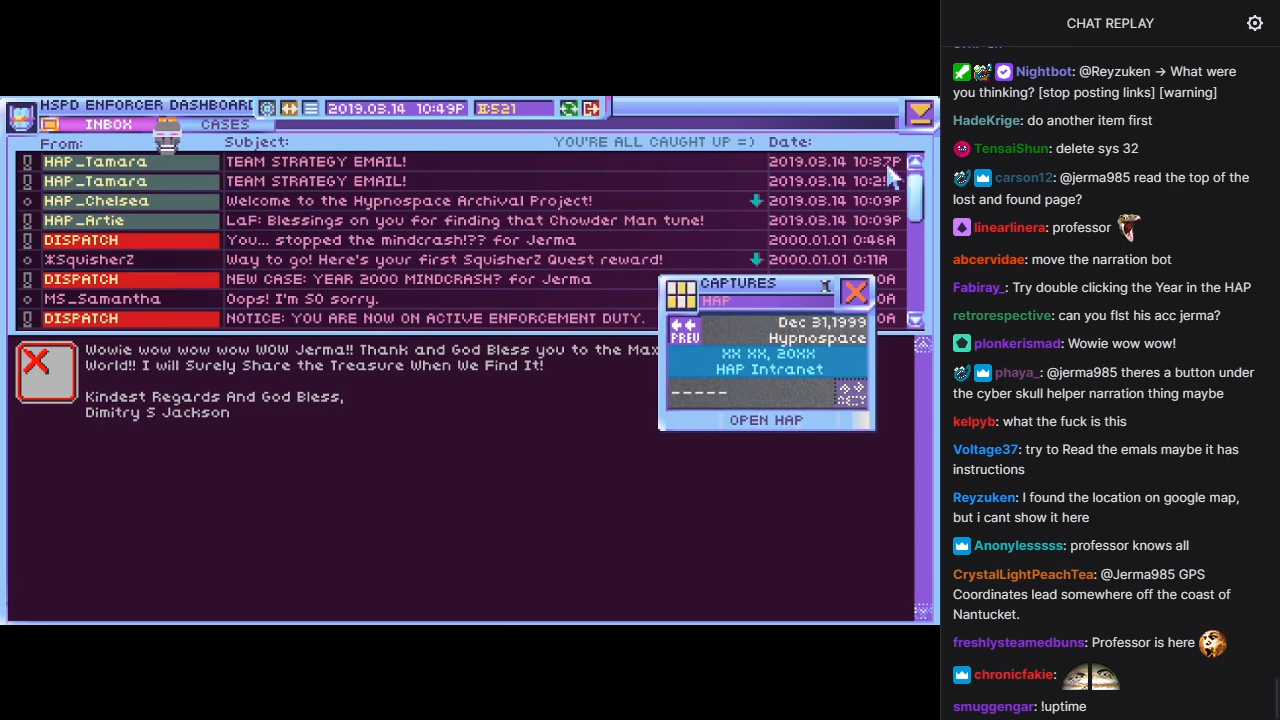 HSPD ENFORCER DASHBOARD
2019.03.14 10:49P
521
INBOX
CASES
From:
Subject:
YOU'RE ALL CAUGHT UP =)
Date:
HAP_Tamara TEAM STRATEGY EMAIL! 2019.03.14 10:37P
HAP_Tamara TEAM STRATEGY EMAIL! 2019.03.14
HAP_Chelsea Welcome to the Hypnospace Archival Project! 2019.03.14 10:09P
HAP_Artie LaF: Blessings on you for finding that Chowder Man tune! 2019.03.14 10:09P
DISPATCH You... stopped the mindcrash!?? for Jerma 2000.01.01 0:46A
SquisherZ Way to go! Here's your first SquisherZ Quest reward! 2000.01.01 0:11A
DISPATCH NEW CASE: YEAR 2000 MINDCRASH? for Jerma
MS_Samantha Oops! I'm SO sorry.
DISPATCH NOTICE: YOU ARE NOW ON ACTIVE ENFORCEMENT DUTY.
Wowie wow wow wow WOW Jerma!! Thank and God Bless you to the Max
World!! I will Surely Share the Treasure When We Find It!
Kindest Regards And God Bless,
Dimitry S Jackson
CAPTURES
HAP
PREV
Dec 31,1999
Hypnospace
XX XX, 20XX
HAP Intranet
-----
NEXT
OPEN HAP
CHAT REPLAY
Nightbot: @Reyzuken → What were
you thinking? [stop posting links] [warning]
HadeKrige: do another item first
TensaiShun: delete sys 32
carson12: @jerma985 read the top of the
lost and found page?
linearlinera: professor
abcervidae: move the narration bot
Fabiray_: Try double clicking the Year in the HAP
retrorespective: can you fIst his acc jerma?
plonkerismad: Wowie wow wow!
phaya_: @jerma985 theres a button under
the cyber skull helper narration thing maybe
kelpyb: what the fuck is this
Voltage37: try to Read the emals maybe it has
instructions
Reyzuken: I found the location on google map,
but i cant show it here
Anonylesssss: professor knows all
CrystalLightPeachTea: @Jerma985 GPS
Coordinates lead somewhere off the coast of
Nantucket.
freshlysteamedbuns: Professor is here
chronicfakie:
smuggengar: !uptime